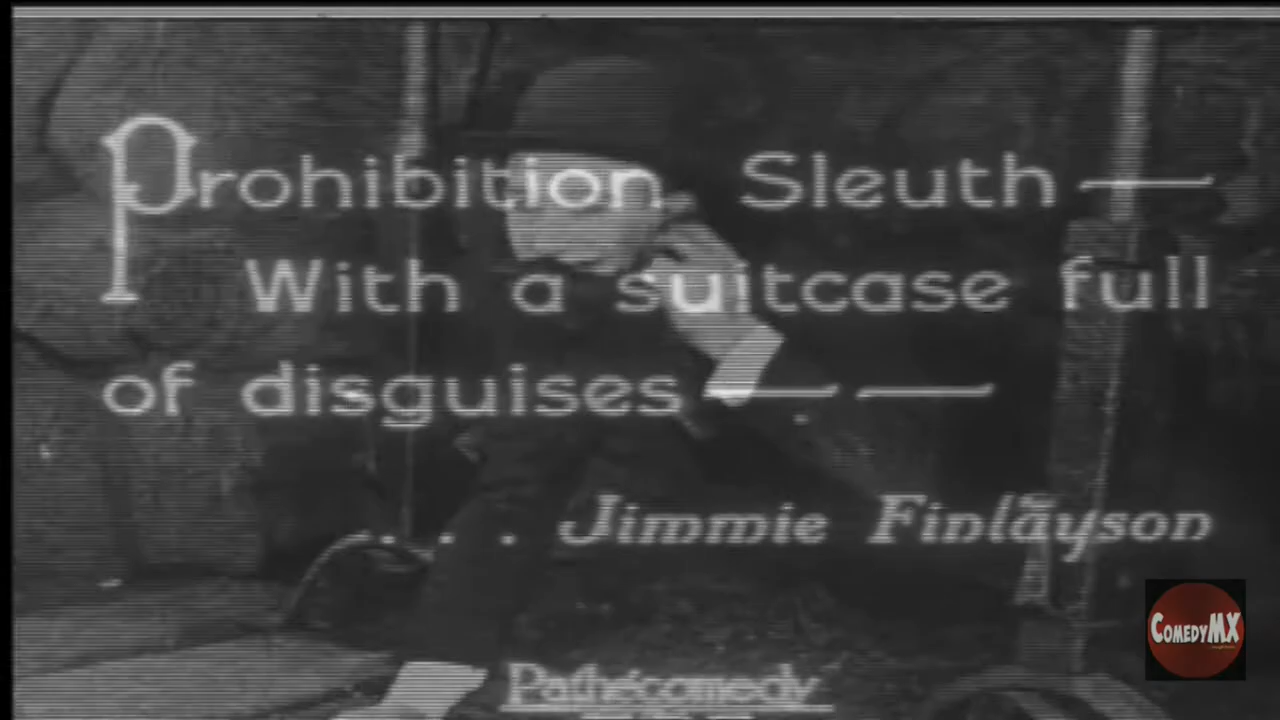 Prohibition Sleuth —
With a suitcase full
of disguises — —
. . . . Jimmie Finlayson
Pathécomedy
COMEDYMX